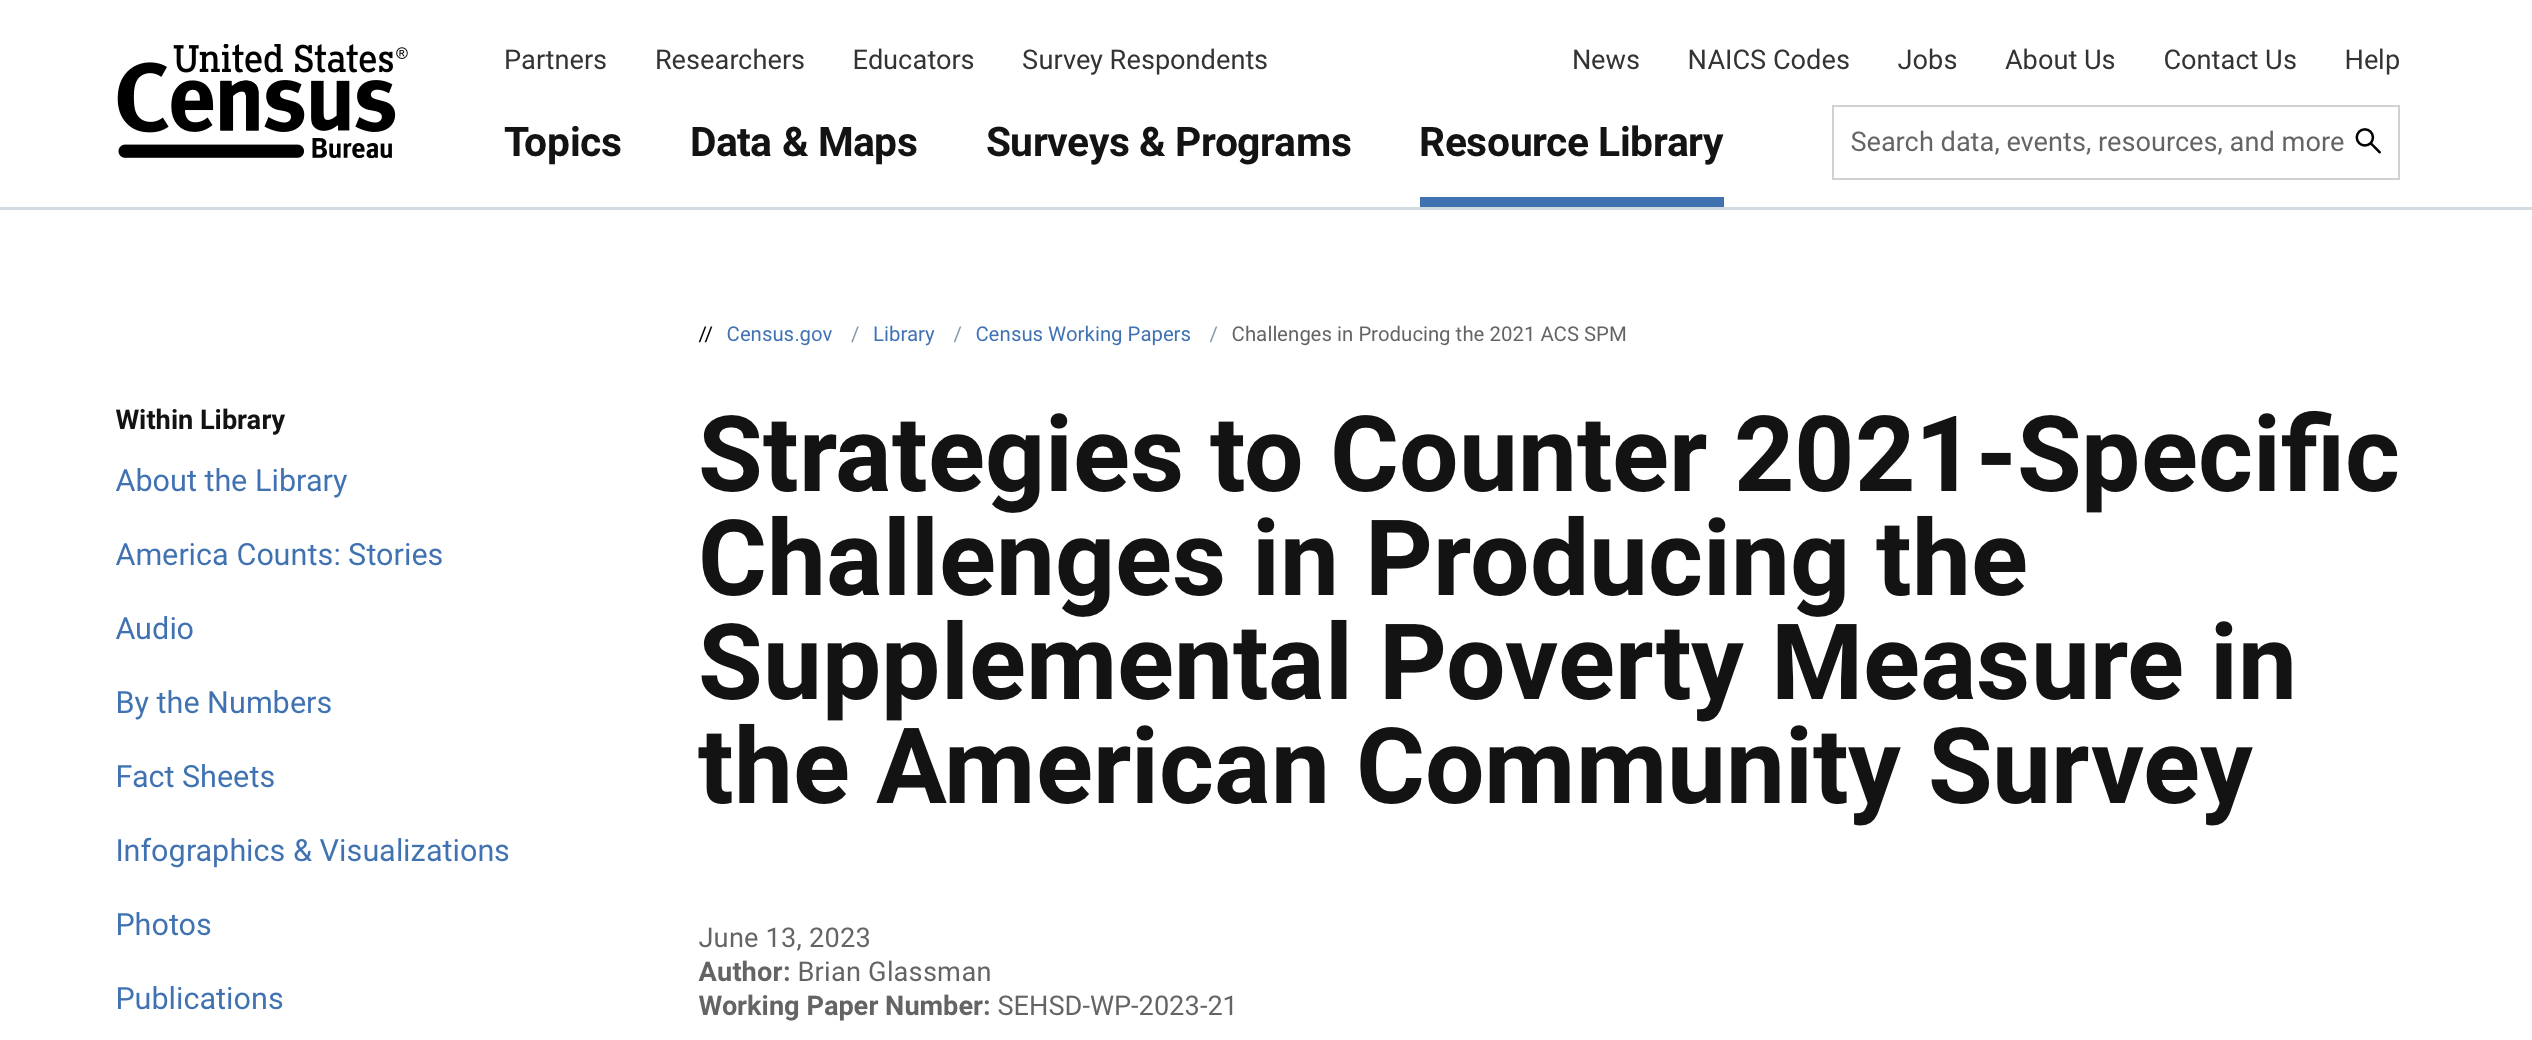 United States®
Census
Bureau
Partners Researchers Educators Survey Respondents
News NAICS Codes Jobs About Us Contact Us Help
Topics Data & Maps Surveys & Programs Resource Library
Search data, events, resources, and more
// Census.gov / Library / Census Working Papers / Challenges in Producing the 2021 ACS SPM
Within Library
About the Library
America Counts: Stories
Audio
By the Numbers
Fact Sheets
Infographics & Visualizations
Photos
Publications
Strategies to Counter 2021-Specific
Challenges in Producing the
Supplemental Poverty Measure in
the American Community Survey
June 13, 2023
Author: Brian Glassman
Working Paper Number: SEHSD-WP-2023-21